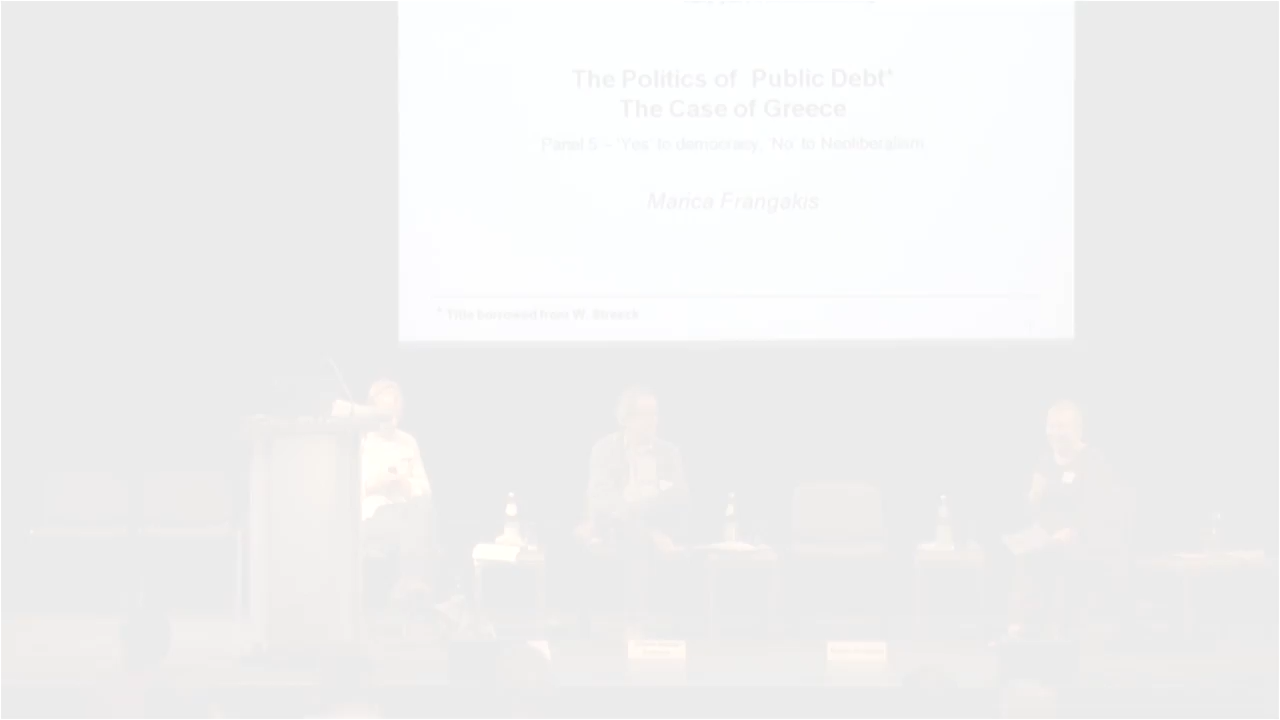 The Politics of Public Debt*
The Case of Greece
Panel 5 – Yes to democracy. No to Neoliberalism
Marica Frangakis
* Title borrowed from W. Streeck